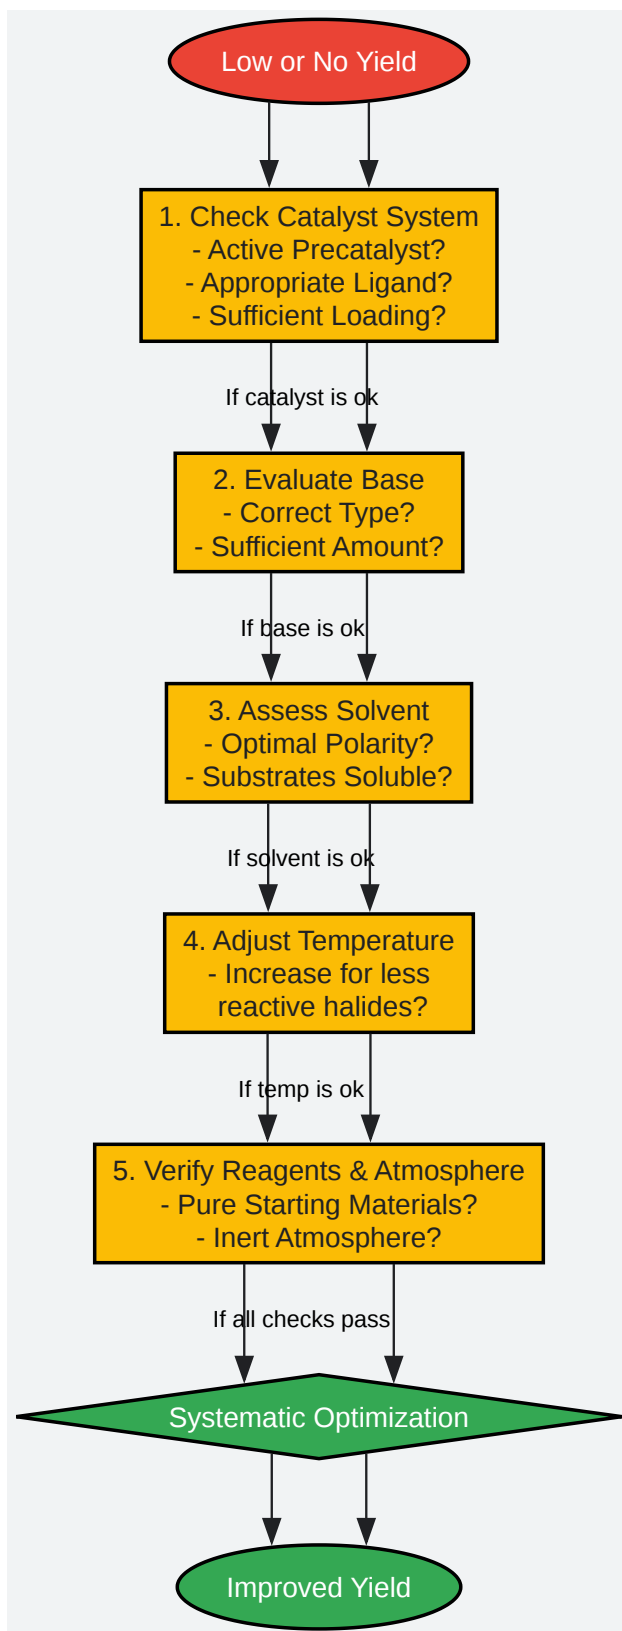 Low or No Yield
1. Check Catalyst System
- Active Precatalyst?
- Appropriate Ligand?
- Sufficient Loading?
If catalyst is ok
2. Evaluate Base
- Correct Type?
- Sufficient Amount?
If base is ok
3. Assess Solvent
- Optimal Polarity?
- Substrates Soluble?
If solvent is ok
4. Adjust Temperature
- Increase for less
reactive halides?
If temp is ok
5. Verify Reagents & Atmosphere
- Pure Starting Materials?
- Inert Atmosphere?
If all checks pass
Systematic Optimization
Improved Yield